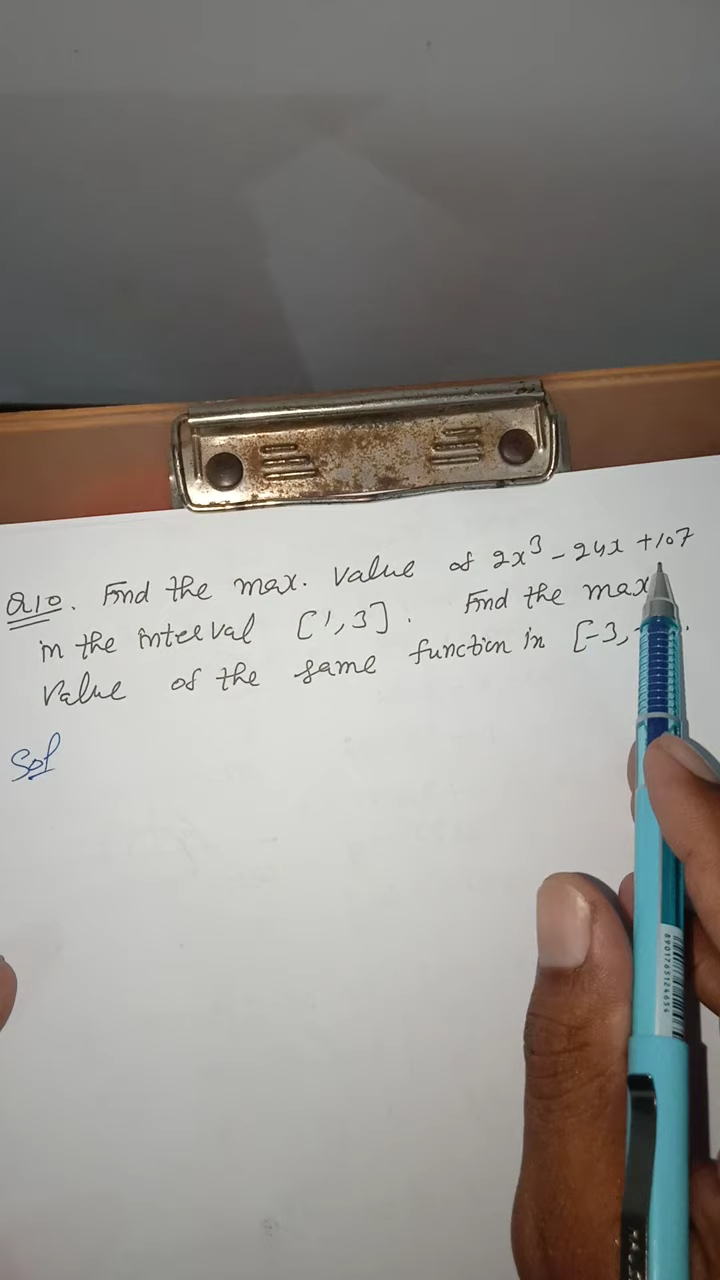 Q10. Find the max. value of 2x³ - 24x + 107
in the interval [1, 3]. Find the max
value of the same function in [-3,
Sol
8901765124654